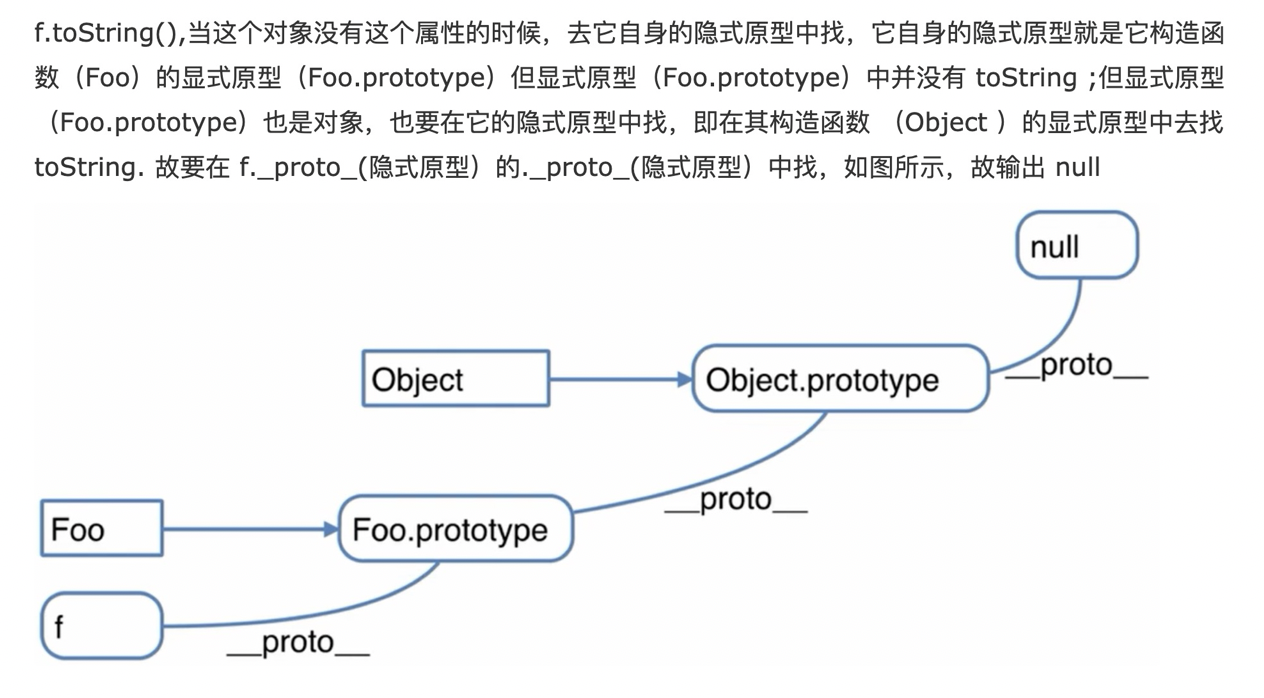 f.toString(),当这个对象没有这个属性的时候，去它自身的隐式原型中找，它自身的隐式原型就是它构造函
数（Foo）的显式原型（Foo.prototype）但显式原型（Foo.prototype）中并没有 toString ;但显式原型
（Foo.prototype）也是对象，也要在它的隐式原型中找，即在其构造函数 （Object ）的显式原型中去找
toString. 故要在 f._proto_(隐式原型）的._proto_(隐式原型）中找，如图所示，故输出 null
null
Object
Object.prototype
__proto__
__proto__
Foo
Foo.prototype
f
__proto__